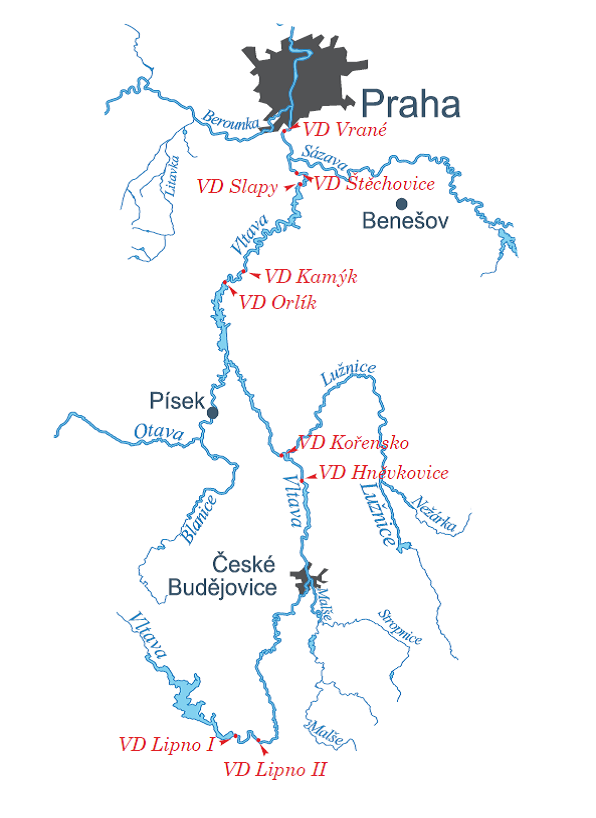 Praha
Berounka
VD Vrané
Sázava
Litavka
VD Slapy
VD Štěchovice
Benešov
Vltava
VD Kamýk
VD Orlík
Lužnice
Písek
Otava
VD Kořensko
VD Hněvkovice
Vltava
Lužnice
Nežárka
Blanice
České
Budějovice
Malše
Stropnice
Vltava
Malše
VD Lipno I
VD Lipno II